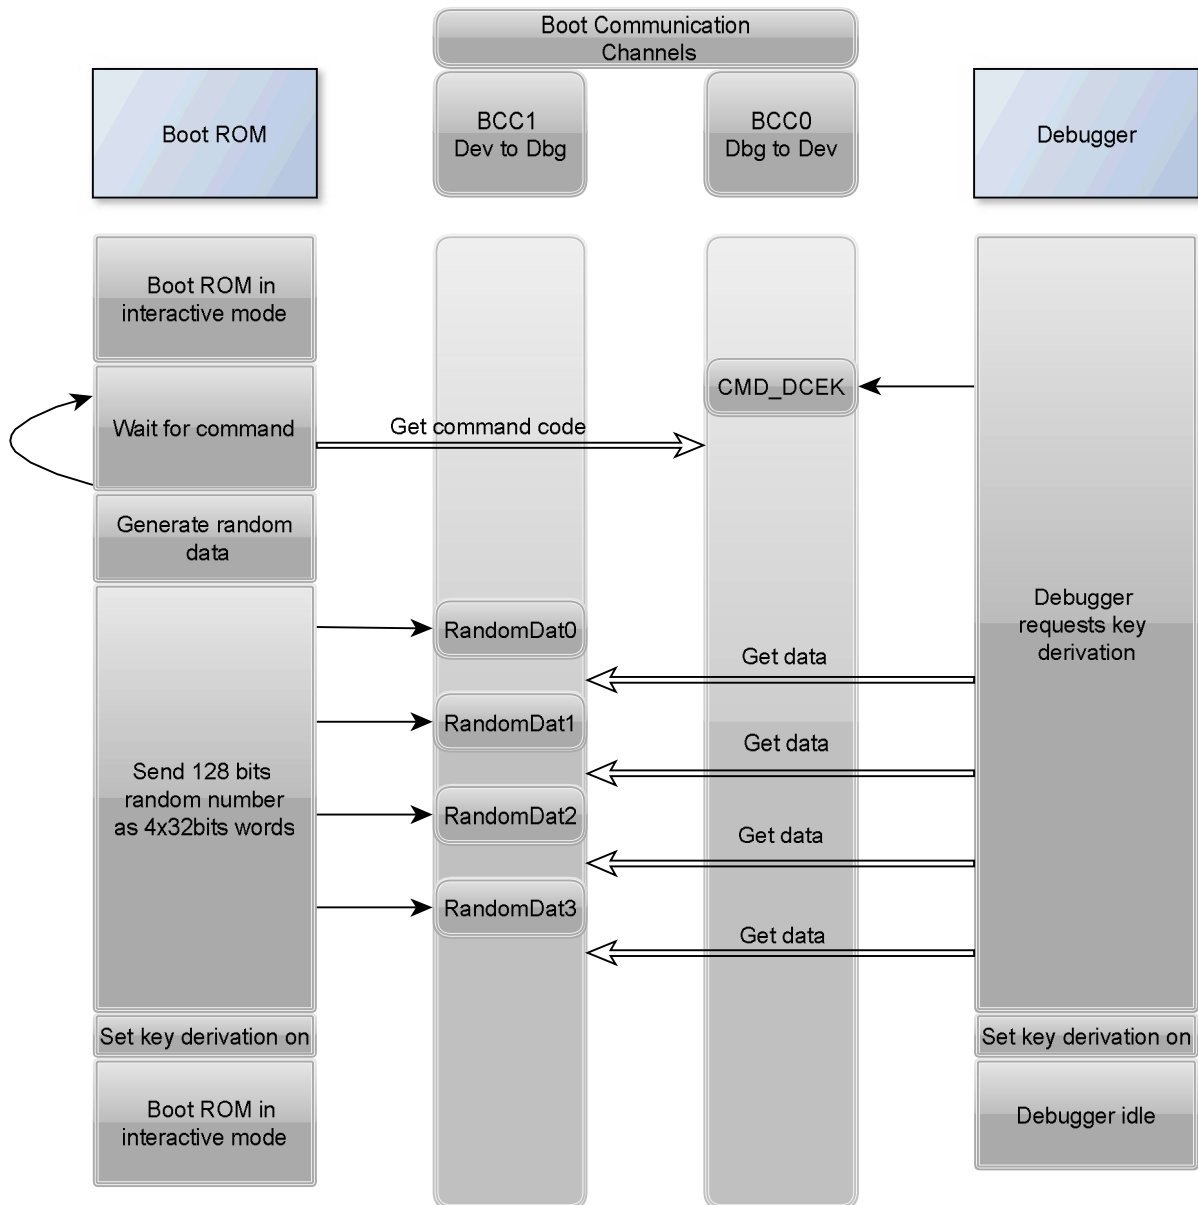 Boot Communication
Channels
Boot ROM
BCC1
Dev to Dbg
BCC0
Dbg to Dev
Debugger
Boot ROM in
interactive mode
CMD_DCEK
Wait for command
Get command code
Generate random
data
Debugger
requests key
derivation
RandomDat0
Get data
RandomDat1
Get data
Send 128 bits
random number
as 4x32bits words
RandomDat2
Get data
RandomDat3
Get data
Set key derivation on
Set key derivation on
Boot ROM in
interactive mode
Debugger idle